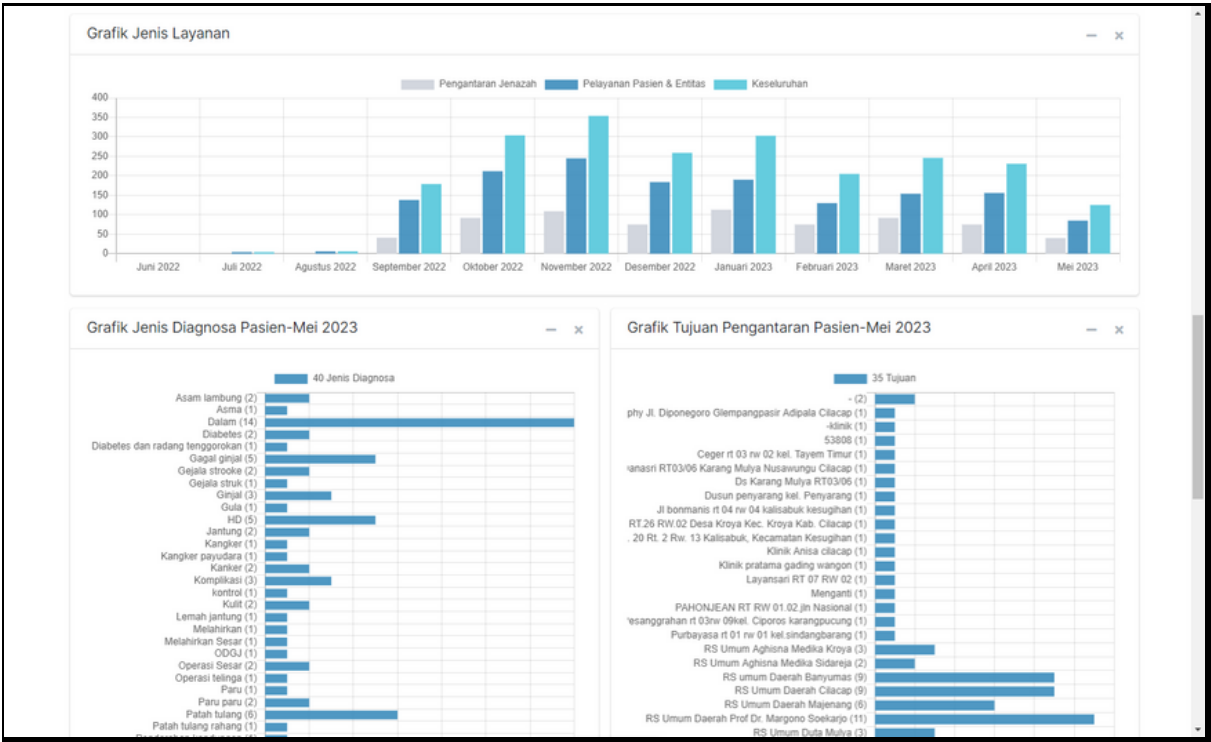 Grafik Jenis Layanan
Pengantaran Jenazah Pelayanan Pasien & Entitas Keseluruhan
400
350
300
250
200
150
100
50
0
Juni 2022 Juli 2022 Agustus 2022 September 2022 Oktober 2022 November 2022 Desember 2022 Januari 2023 Februari 2023 Maret 2023 April 2023 Mei 2023
Grafik Jenis Diagnosa Pasien-Mei 2023
40 Jenis Diagnosa
Asam lambung (2)
Asma (1)
Dalam (14)
Diabetes (2)
Diabetes dan radang tenggorokan (1)
Gagal ginjal (5)
Gejala strooke (2)
Gejala struk (1)
Ginjal (3)
Gula (1)
HD (5)
Jantung (2)
Kangker (1)
Kangker payudara (1)
Kanker (2)
Komplikasi (3)
kontrol (1)
Kulit (2)
Lemah jantung (1)
Melahirkan (1)
Melahirkan Sesar (1)
ODGJ (1)
Operasi Sesar (2)
Operasi telinga (1)
Paru (1)
Paru paru (2)
Patah tulang (6)
Patah tulang rahang (1)
Grafik Tujuan Pengantaran Pasien-Mei 2023
35 Tujuan
- (2)
phy Jl. Diponegoro Glempangpasir Adipala Cilacap (1)
-klinik (1)
53808 (1)
Ceger rt 03 rw 02 kel. Tayem Timur (1)
anasri RT03/06 Karang Mulya Nusawungu Cilacap (1)
Ds Karang Mulya RT03/06 (1)
Dusun penyarang kel. Penyarang (1)
Jl bonmanis rt 04 rw 04 kalisabuk kesugihan (1)
RT.26 RW.02 Desa Kroya Kec. Kroya Kab. Cilacap (1)
. 20 Rt. 2 Rw. 13 Kalisabuk, Kecamatan Kesugihan (1)
Klinik Anisa cilacap (1)
Klinik pratama gading wangon (1)
Layansari RT 07 RW 02 (1)
Menganti (1)
PAHONJEAN RT RW 01.02 jln Nasional (1)
esanggrahan rt 03rw 09kel. Ciporos karangpucung (1)
Purbayasa rt 01 rw 01 kel.sindangbarang (1)
RS Umum Aghisna Medika Kroya (3)
RS Umum Aghisna Medika Sidareja (2)
RS umum Daerah Banyumas (9)
RS Umum Daerah Cilacap (9)
RS Umum Daerah Majenang (6)
RS Umum Daerah Prof Dr. Margono Soekarjo (11)
RS Umum Duta Mulya (3)